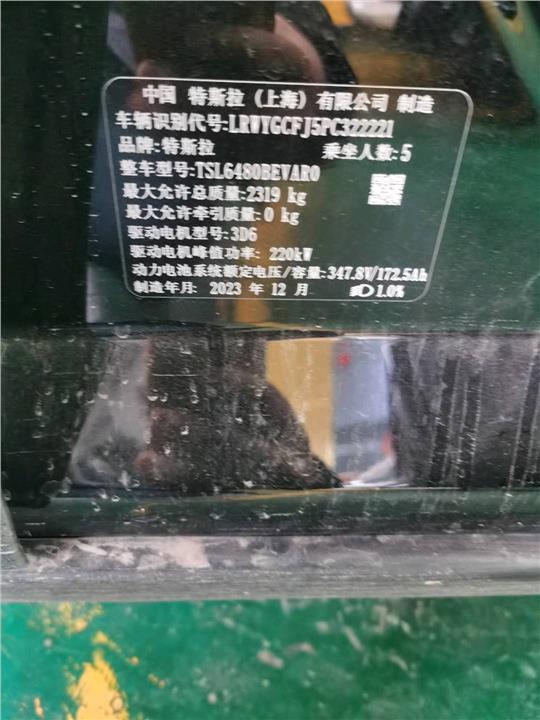 中国 特斯拉(上海)有限公司 制造
车辆识别代号:LRWYGCFJ5PC322221
品牌:特斯拉 乘坐人数:5
整车型号:TSL6480BEVAR0
最大允许总质量:2319 kg
最大允许牵引质量:0 kg
驱动电机型号:3D6
驱动电机峰值功率: 220kW
动力电池系统额定电压/容量:347.8V/172.5Ah
制造年月: 2023 年 12 月 1.0%